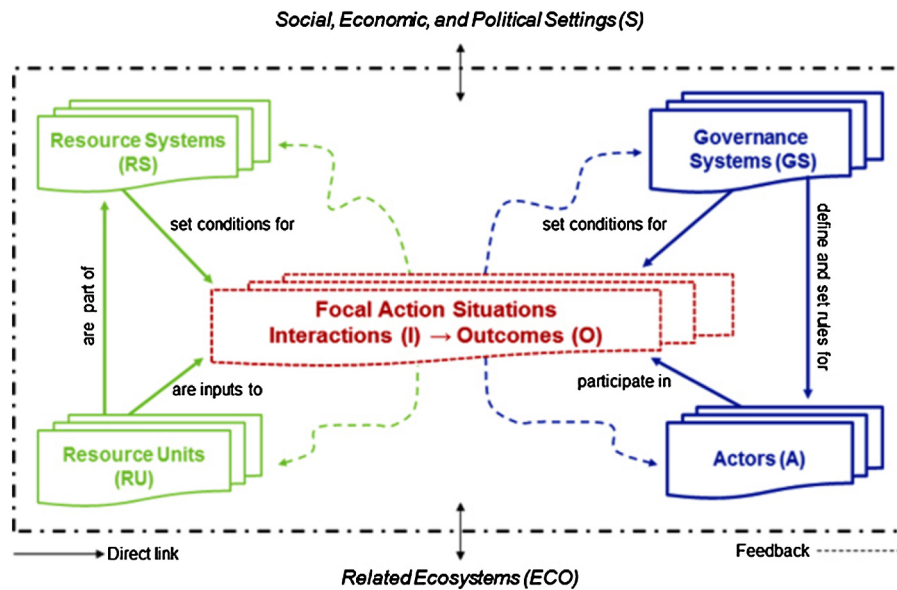 Social, Economic, and Political Settings (S)
Resource Systems
(RS)
Governance
Systems (GS)
set conditions for
set conditions for
are part of
define and set rules for
Focal Action Situations
Interactions (I) → Outcomes (O)
are inputs to
participate in
Resource Units
(RU)
Actors (A)
Direct link
Feedback
Related Ecosystems (ECO)